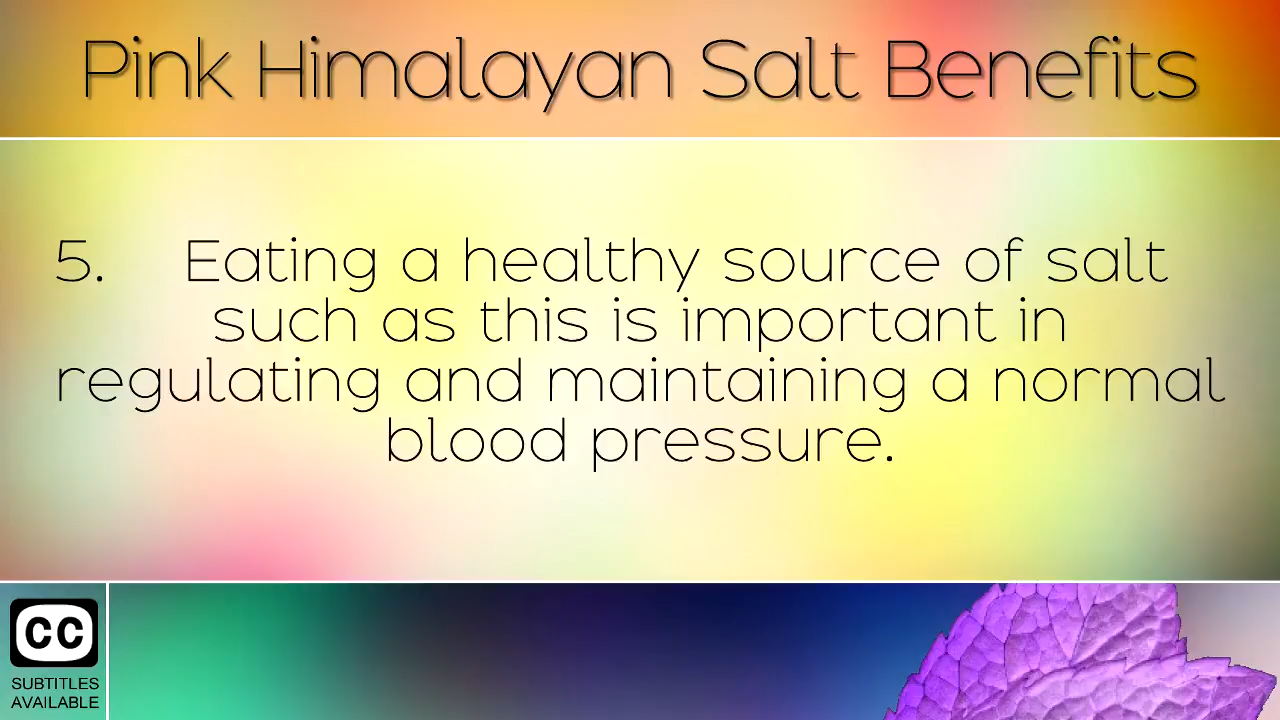 Pink Himalayan Salt Benefits
5. Eating a healthy source of salt
such as this is important in
regulating and maintaining a normal
blood pressure.
CC
SUBTITLES
AVAILABLE